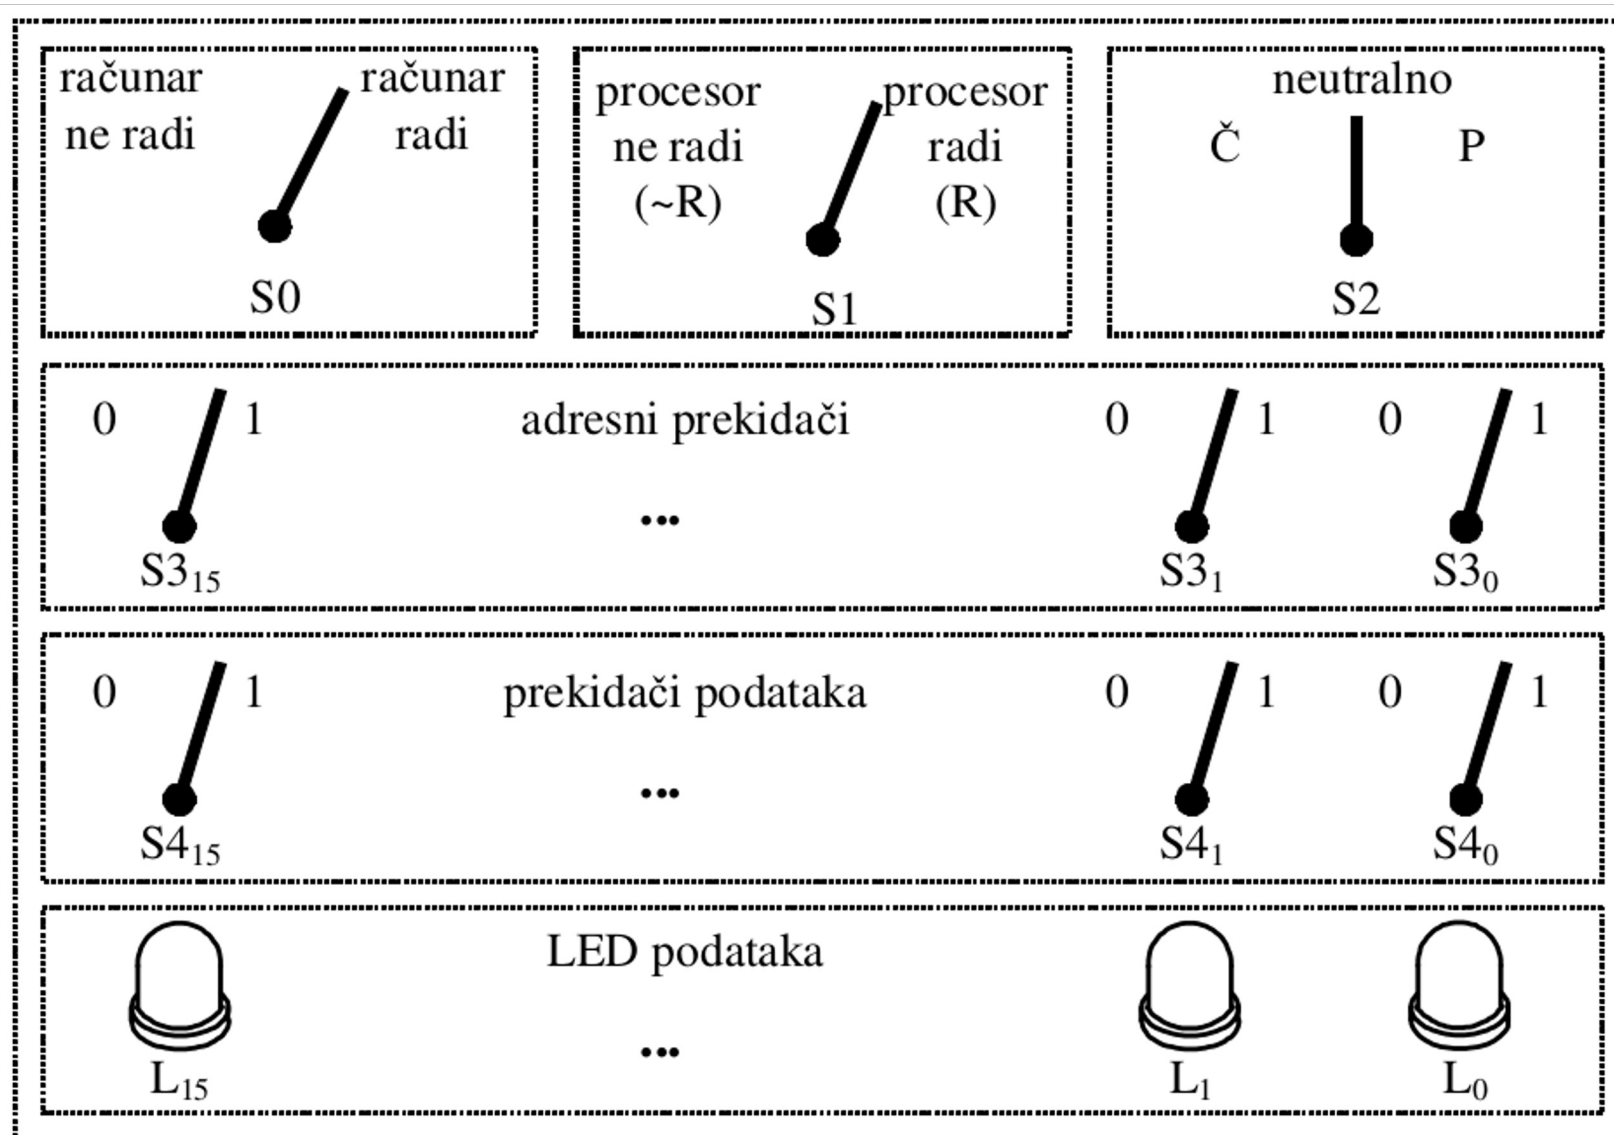 računar
ne radi
računar
radi
S0
procesor
ne radi
(~R)
procesor
radi
(R)
S1
neutralno
Č
P
S2
0
1
adresni prekidači
0
1
0
1
...
S3₁₅
S3₁
S3₀
0
1
prekidači podataka
0
1
0
1
...
S4₁₅
S4₁
S4₀
LED podataka
...
L₁₅
L₁
L₀